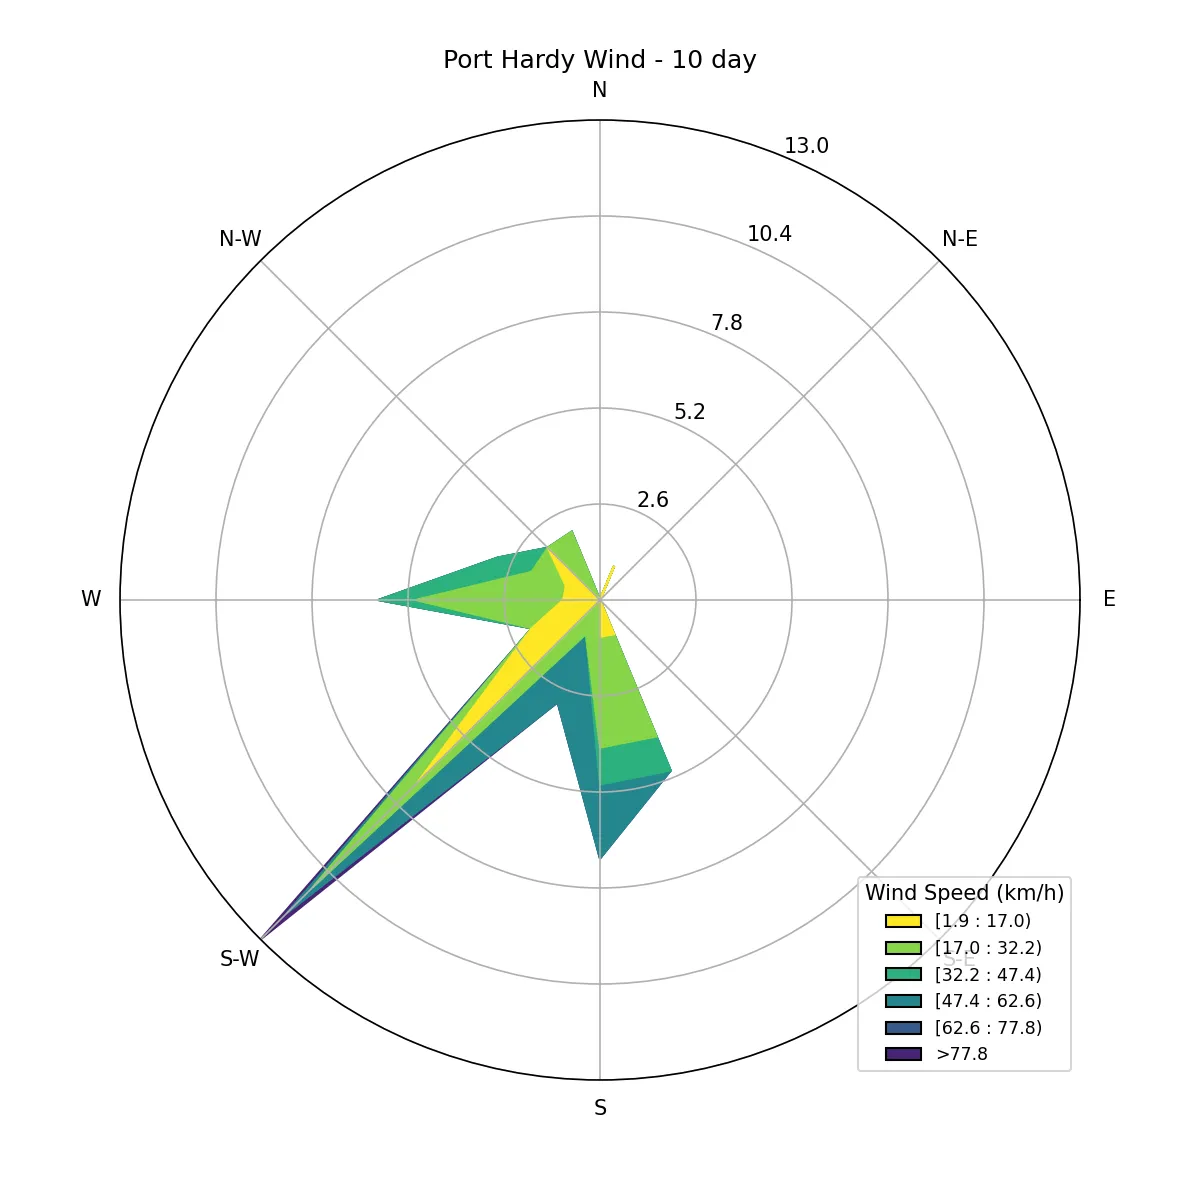 Port Hardy Wind - 10 day
N
13.0
N-W
10.4
N-E
7.8
5.2
2.6
W
E
Wind Speed (km/h)
[1.9 : 17.0)
[17.0 : 32.2)
S-W
S-E
[32.2 : 47.4)
[47.4 : 62.6)
[62.6 : 77.8)
>77.8
S